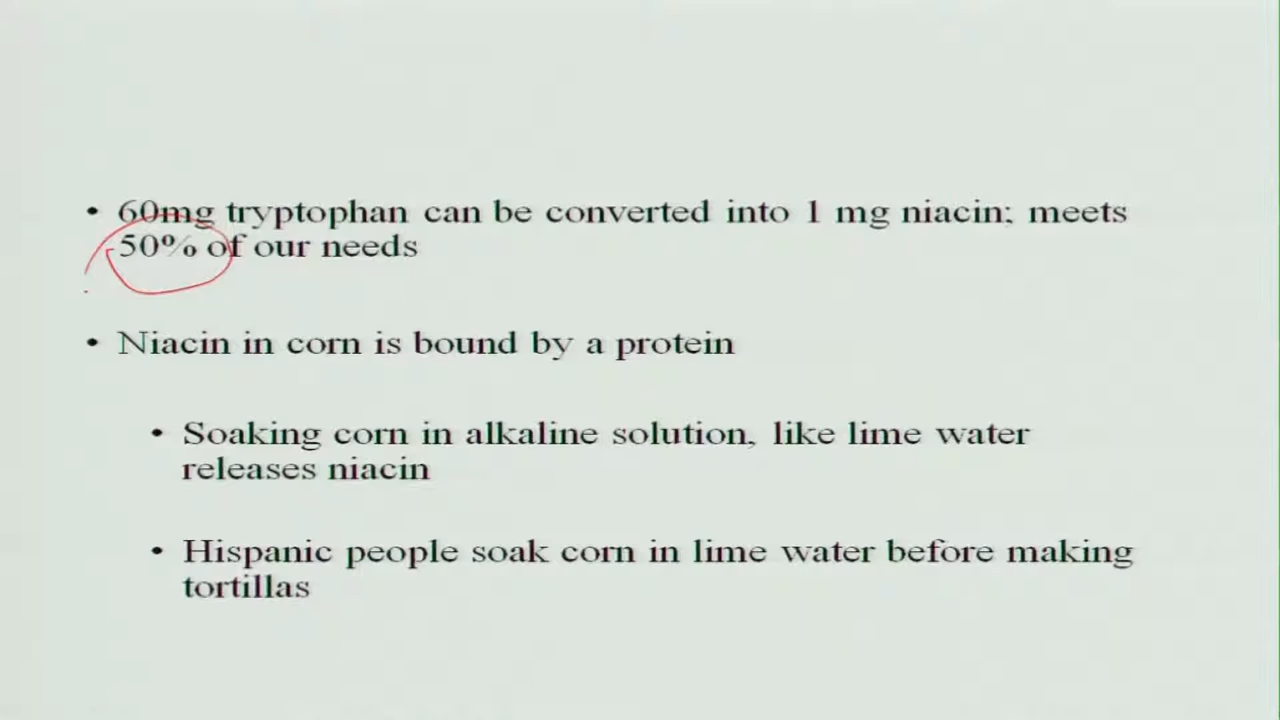 • 60mg tryptophan can be converted into 1 mg niacin; meets
50% of our needs
• Niacin in corn is bound by a protein
• Soaking corn in alkaline solution, like lime water
releases niacin
• Hispanic people soak corn in lime water before making
tortillas